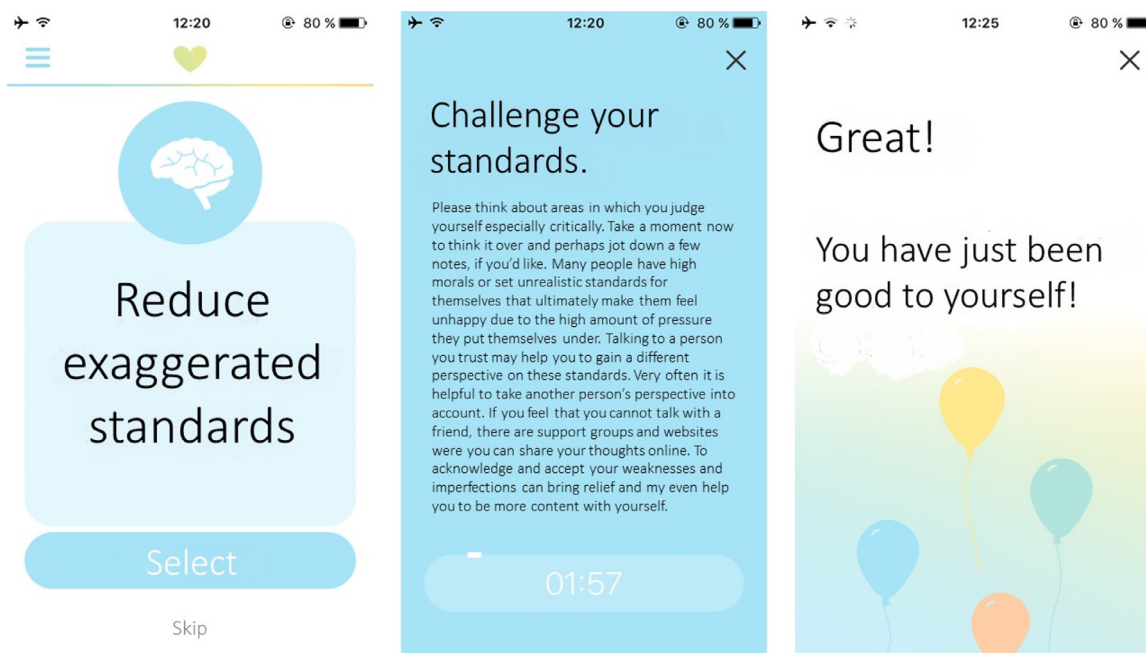 12:20
80 %
Reduce
exaggerated
standards
Select
Skip
12:20
80 %
Challenge your
standards.
Please think about areas in which you judge
yourself especially critically. Take a moment now
to think it over and perhaps jot down a few
notes, if you'd like. Many people have high
morals or set unrealistic standards for
themselves that ultimately make them feel
unhappy due to the high amount of pressure
they put themselves under. Talking to a person
you trust may help you to gain a different
perspective on these standards. Very often it is
helpful to take another person's perspective into
account. If you feel that you cannot talk with a
friend, there are support groups and websites
were you can share your thoughts online. To
acknowledge and accept your weaknesses and
imperfections can bring relief and my even help
you to be more content with yourself.
01:57
12:25
80 %
Great!
You have just been
good to yourself!